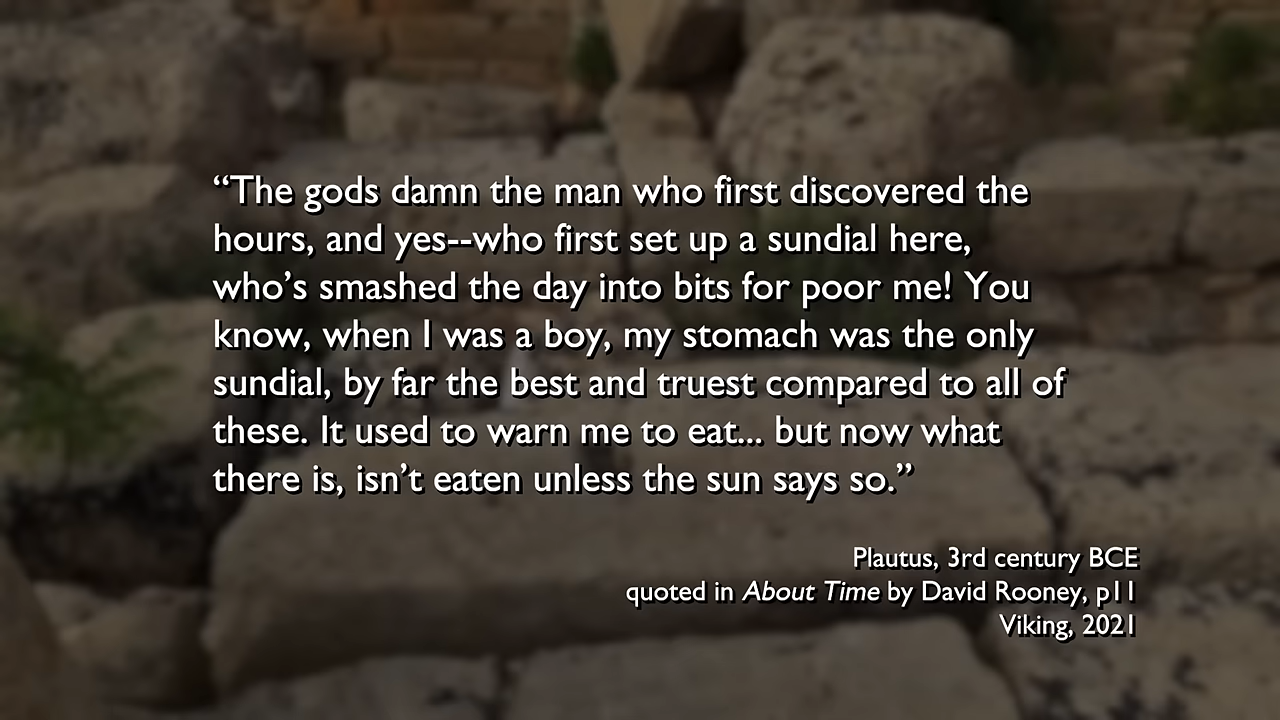 “The gods damn the man who first discovered the
hours, and yes--who first set up a sundial here,
who’s smashed the day into bits for poor me! You
know, when I was a boy, my stomach was the only
sundial, by far the best and truest compared to all of
these. It used to warn me to eat... but now what
there is, isn’t eaten unless the sun says so.”
Plautus, 3rd century BCE
quoted in About Time by David Rooney, p11
Viking, 2021